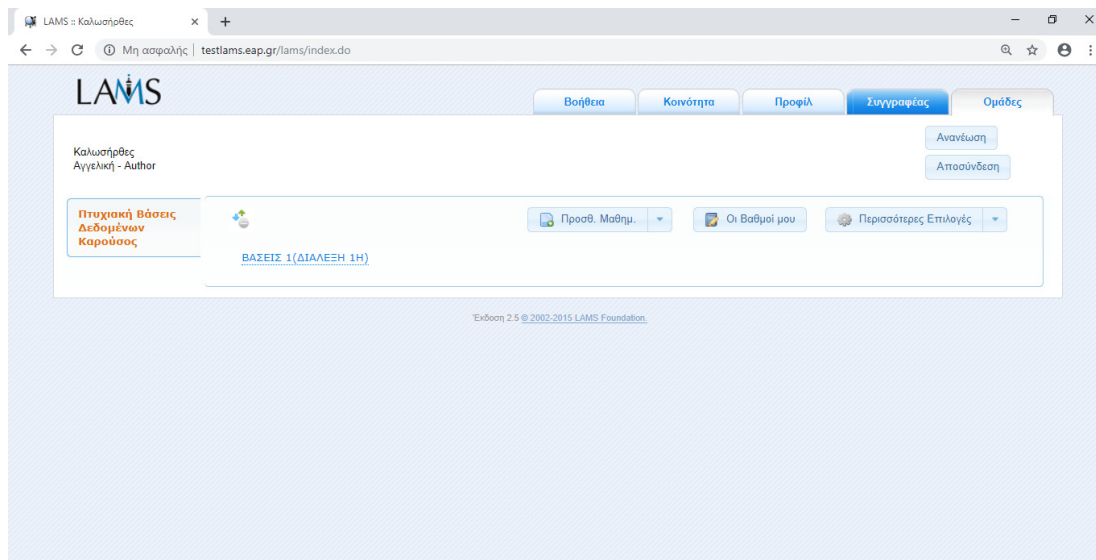 LAMS :: Καλωσήρθες
Μη ασφαλής | testlams.eap.gr/lams/index.do
LAMS
Βοήθεια Κοινότητα Προφίλ Συγγραφέας Ομάδες
Ανανέωση
Καλωσήρθες
Αγγελική - Author
Αποσύνδεση
Πτυχιακή Βάσεις
Δεδομένων
Καρούσος
Προσθ. Μαθημ. Οι Βαθμοί μου Περισσότερες Επιλογές
ΒΑΣΕΙΣ 1(ΔΙΑΛΕΞΗ 1Η)
Έκδοση 2.5 © 2002-2015 LAMS Foundation.